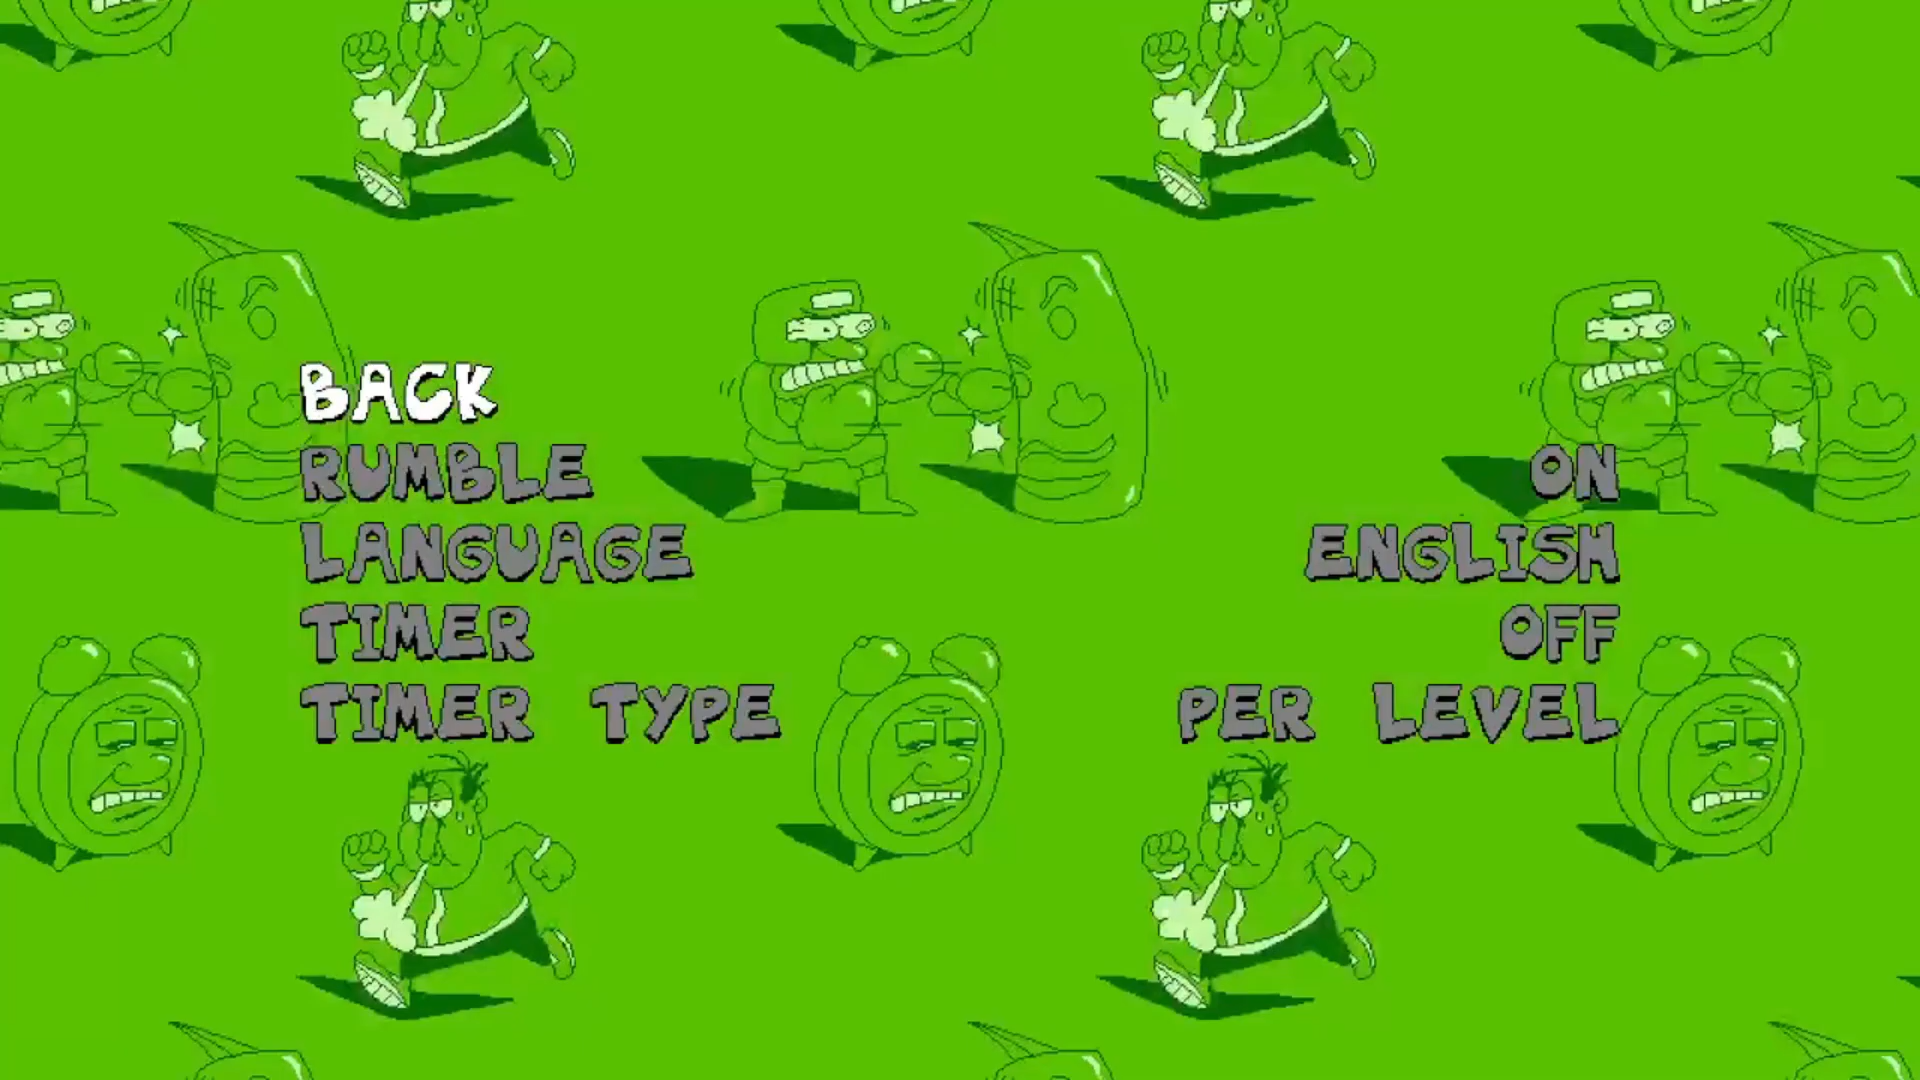 BACK
RUMBLE ON
LANGUAGE ENGLISH
TIMER OFF
TIMER TYPE PER LEVEL